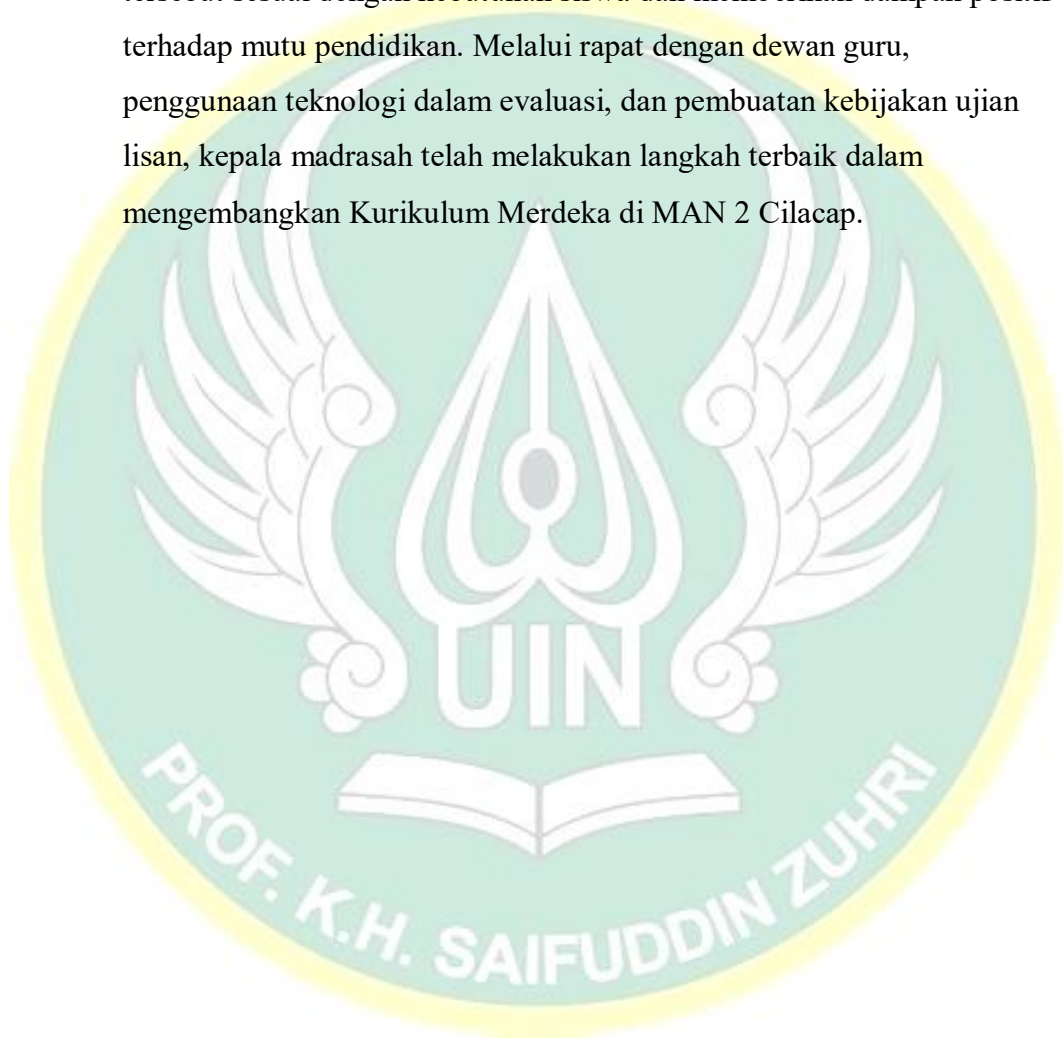 terhadap mutu pendidikan. Melalui rapat dengan dewan guru,
penggunaan teknologi dalam evaluasi, dan pembuatan kebijakan ujian
lisan, kepala madrasah telah melakukan langkah terbaik dalam
mengembangkan Kurikulum Merdeka di MAN 2 Cilacap.
UIN
PROF. K.H. SAIFUDDIN ZUHRI